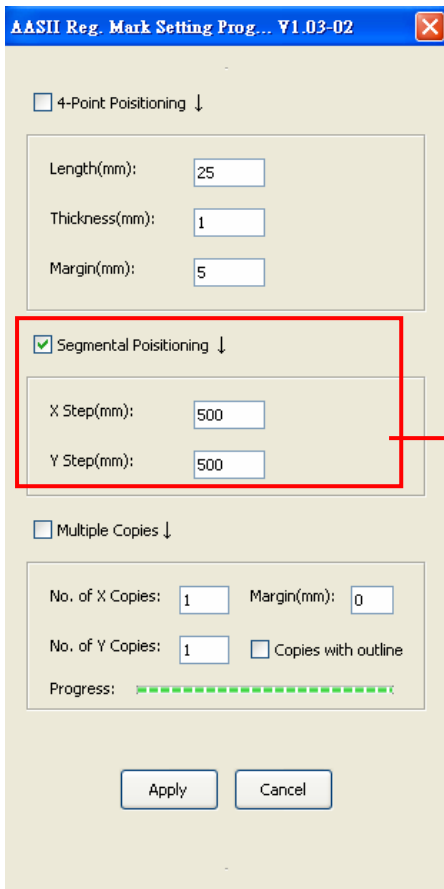 AASII Reg. Mark Setting Prog... V1.03-02
4-Point Poisitioning ↓
Length(mm): 25
Thickness(mm): 1
Margin(mm): 5
Segmental Poisitioning ↓
X Step(mm): 500
Y Step(mm): 500
Multiple Copies ↓
No. of X Copies: 1 Margin(mm): 0
No. of Y Copies: 1 Copies with outline
Progress:
Apply Cancel